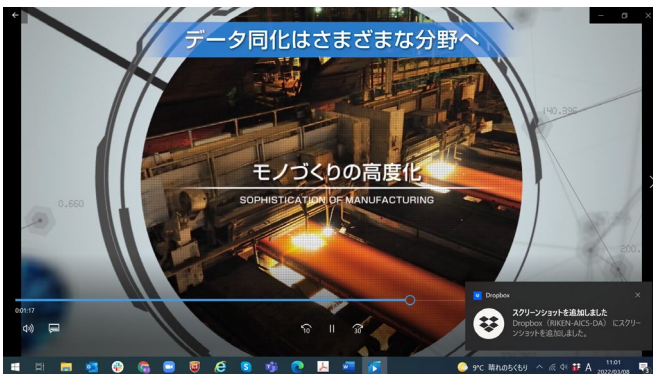 データ同化はさまざまな分野へ
140.396
モノづくりの高度化
SOPHISTICATION OF MANUFACTURING
0.660
200.
0:01:17
10
30
Dropbox
スクリーンショットを追加しました
Dropbox（RIKEN-AICS-DA） にスクリー
ンショットを追加しました。
9°C 晴れのちくもり
A
11:01
2022/03/08